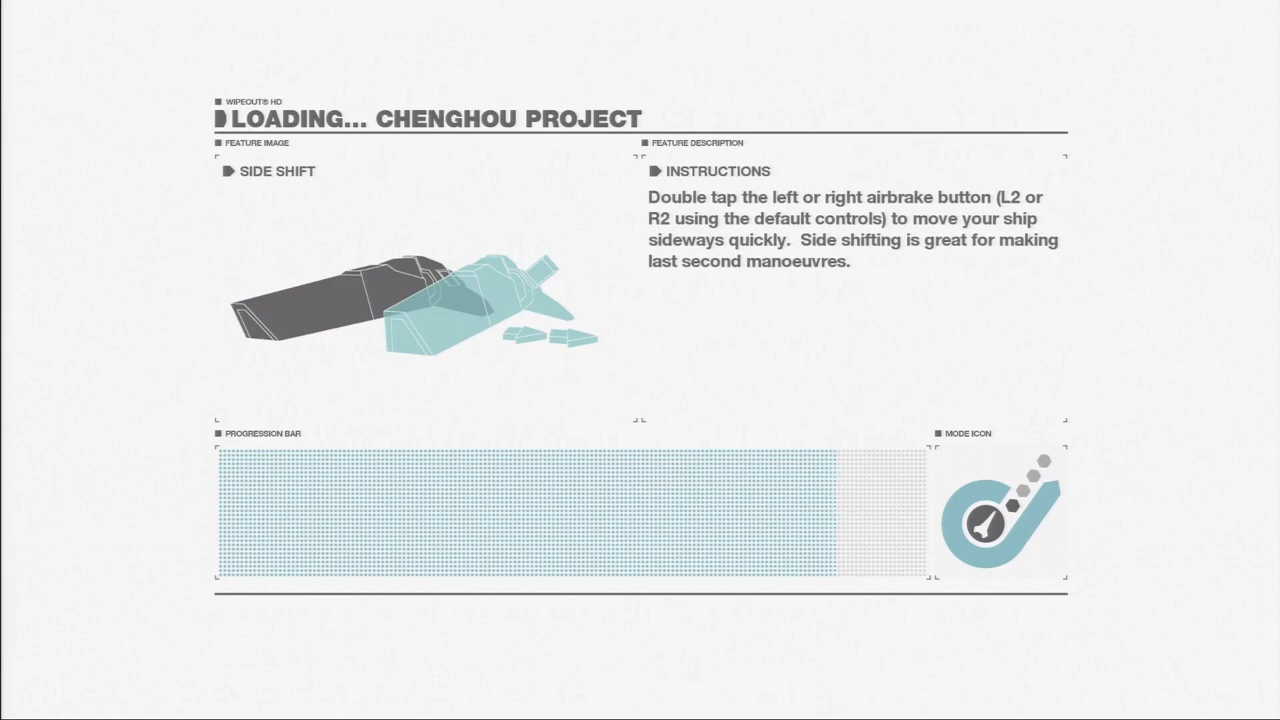 WIPEOUT® HD
LOADING... CHENGHOU PROJECT
FEATURE IMAGE
FEATURE DESCRIPTION
SIDE SHIFT
INSTRUCTIONS
Double tap the left or right airbrake button (L2 or
R2 using the default controls) to move your ship
sideways quickly.  Side shifting is great for making
last second manoeuvres.
PROGRESSION BAR
MODE ICON